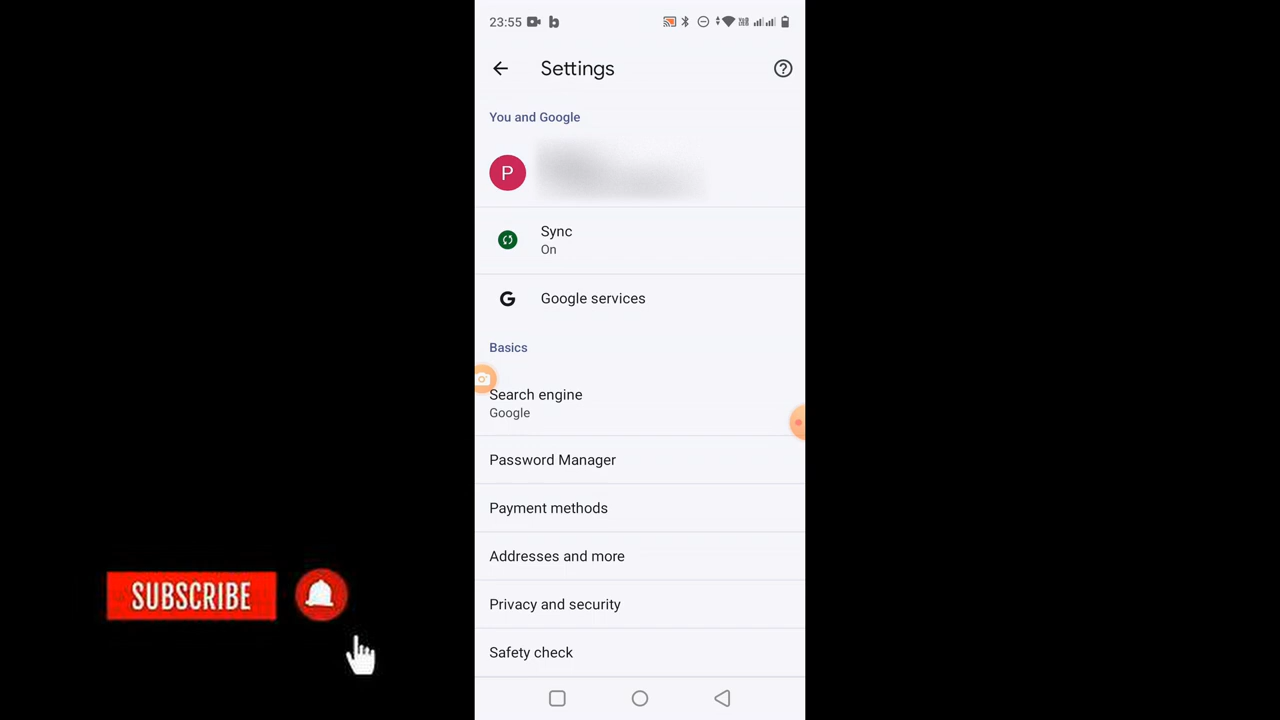 23:55
Settings
You and Google
P
Sync
On
G Google services
Basics
Search engine
Google
Password Manager
Payment methods
Addresses and more
Privacy and security
Safety check
SUBSCRIBE